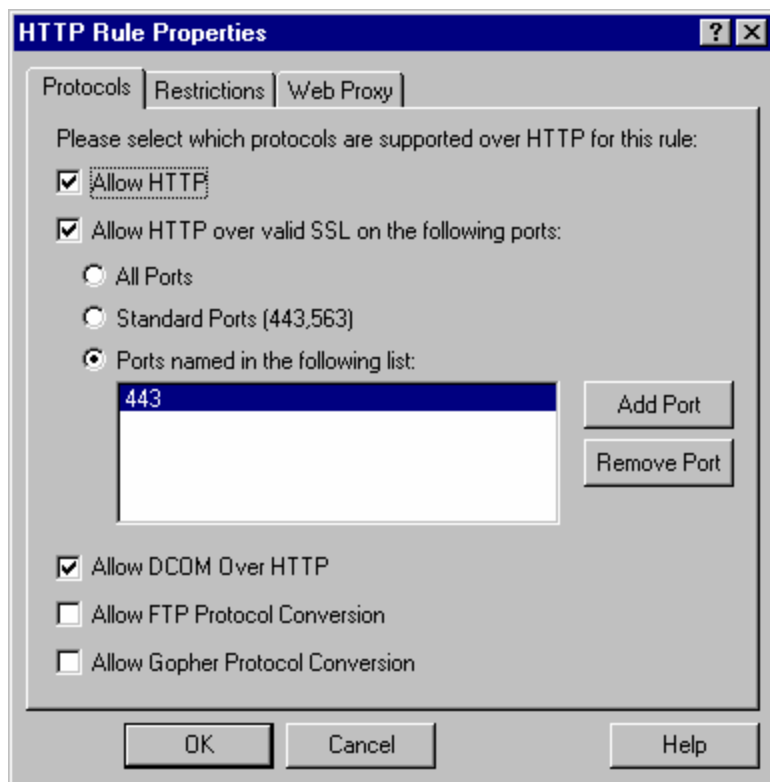 HTTP Rule Properties
Protocols Restrictions Web Proxy
Please select which protocols are supported over HTTP for this rule:
Allow HTTP
Allow HTTP over valid SSL on the following ports:
All Ports
Standard Ports (443,563)
Ports named in the following list:
443
Add Port
Remove Port
Allow DCOM Over HTTP
Allow FTP Protocol Conversion
Allow Gopher Protocol Conversion
OK Cancel Help